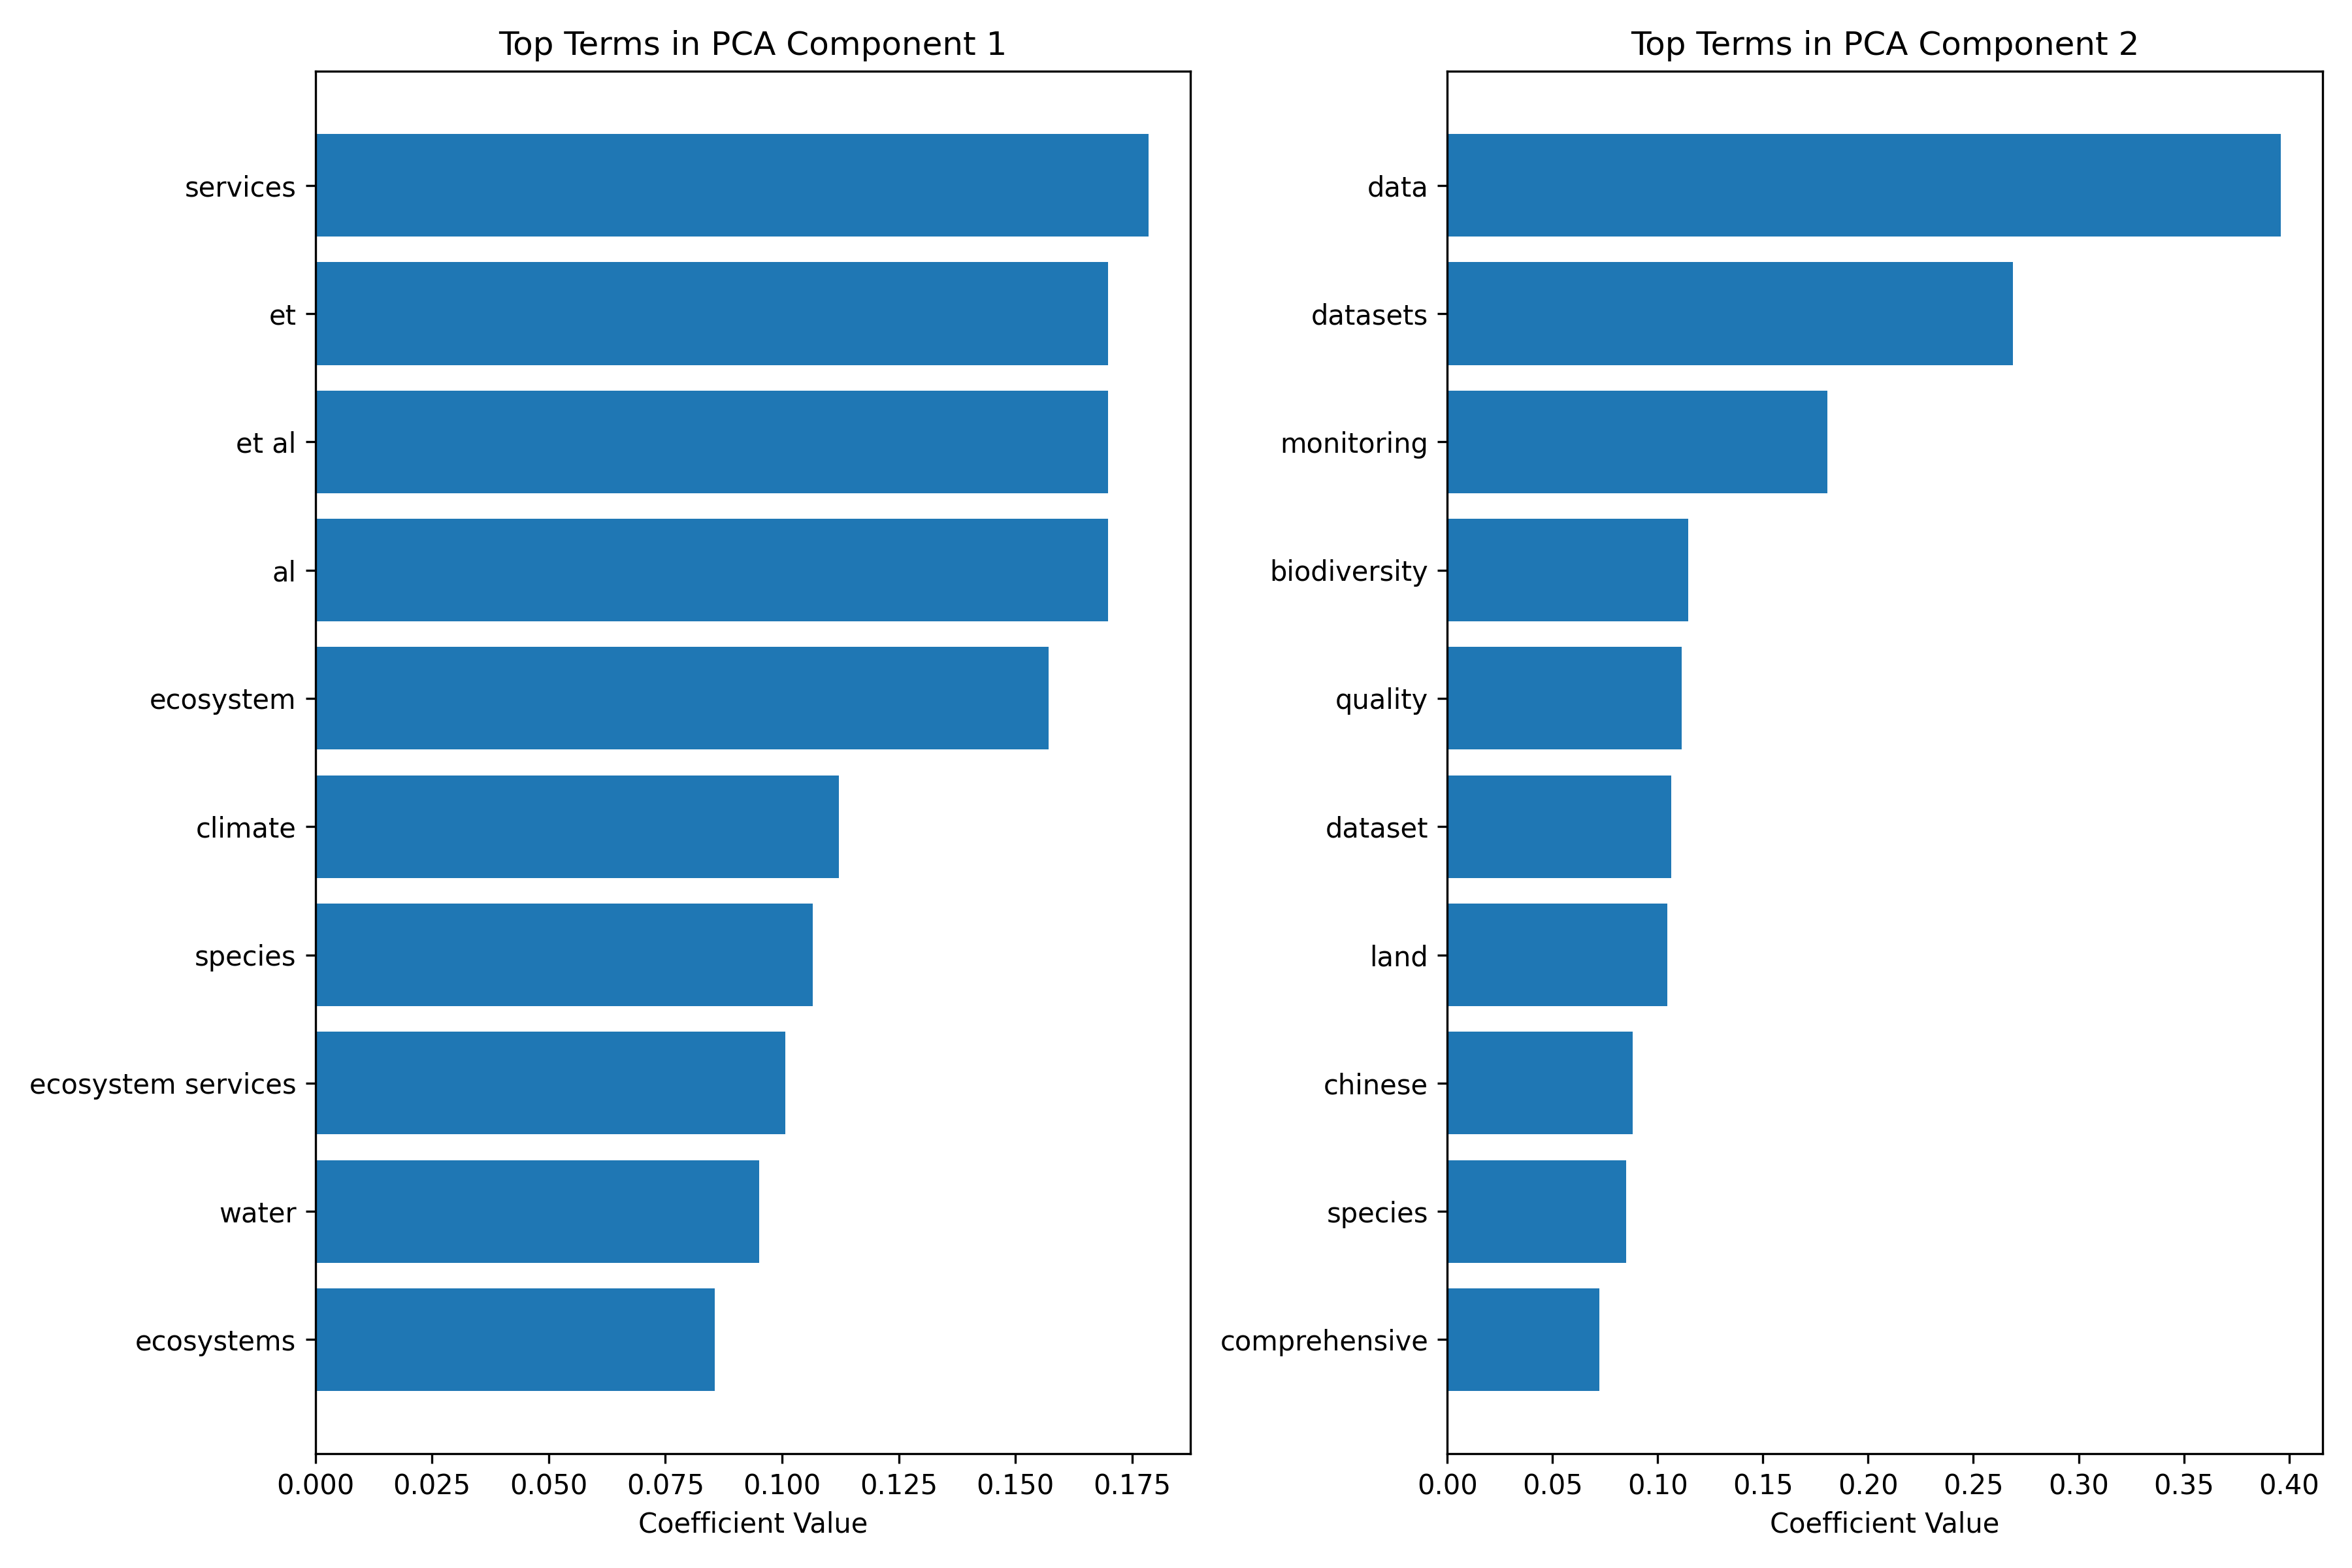 Top Terms in PCA Component 1
services
et
et al
al
ecosystem
climate
species
ecosystem services
water
ecosystems
0.000 0.025 0.050 0.075 0.100 0.125 0.150 0.175
Coefficient Value
Top Terms in PCA Component 2
data
datasets
monitoring
biodiversity
quality
dataset
land
chinese
species
comprehensive
0.00 0.05 0.10 0.15 0.20 0.25 0.30 0.35 0.40
Coefficient Value